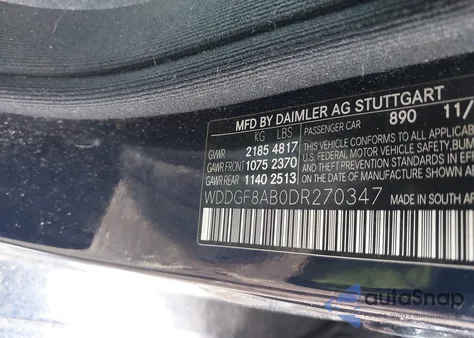 MFD BY DAIMLER AG STUTTGART
KG LBS PASSENGER CAR 890 11/
GVWR 2185 4817 THIS VEHICLE CONFORMS TO ALL APPLICA
GAWR FRONT 1075 2370 U.S. FEDERAL MOTOR VEHICLE SAFETY, BUM
GAWR REAR 1140 2513 AND THEFT PREVENTION STANDARDS IN EF
THE DATE OF MANUFACTURE SHOWN AB
WDDGF8AB0DR270347 MADE IN SOUTH AF
autoSnap